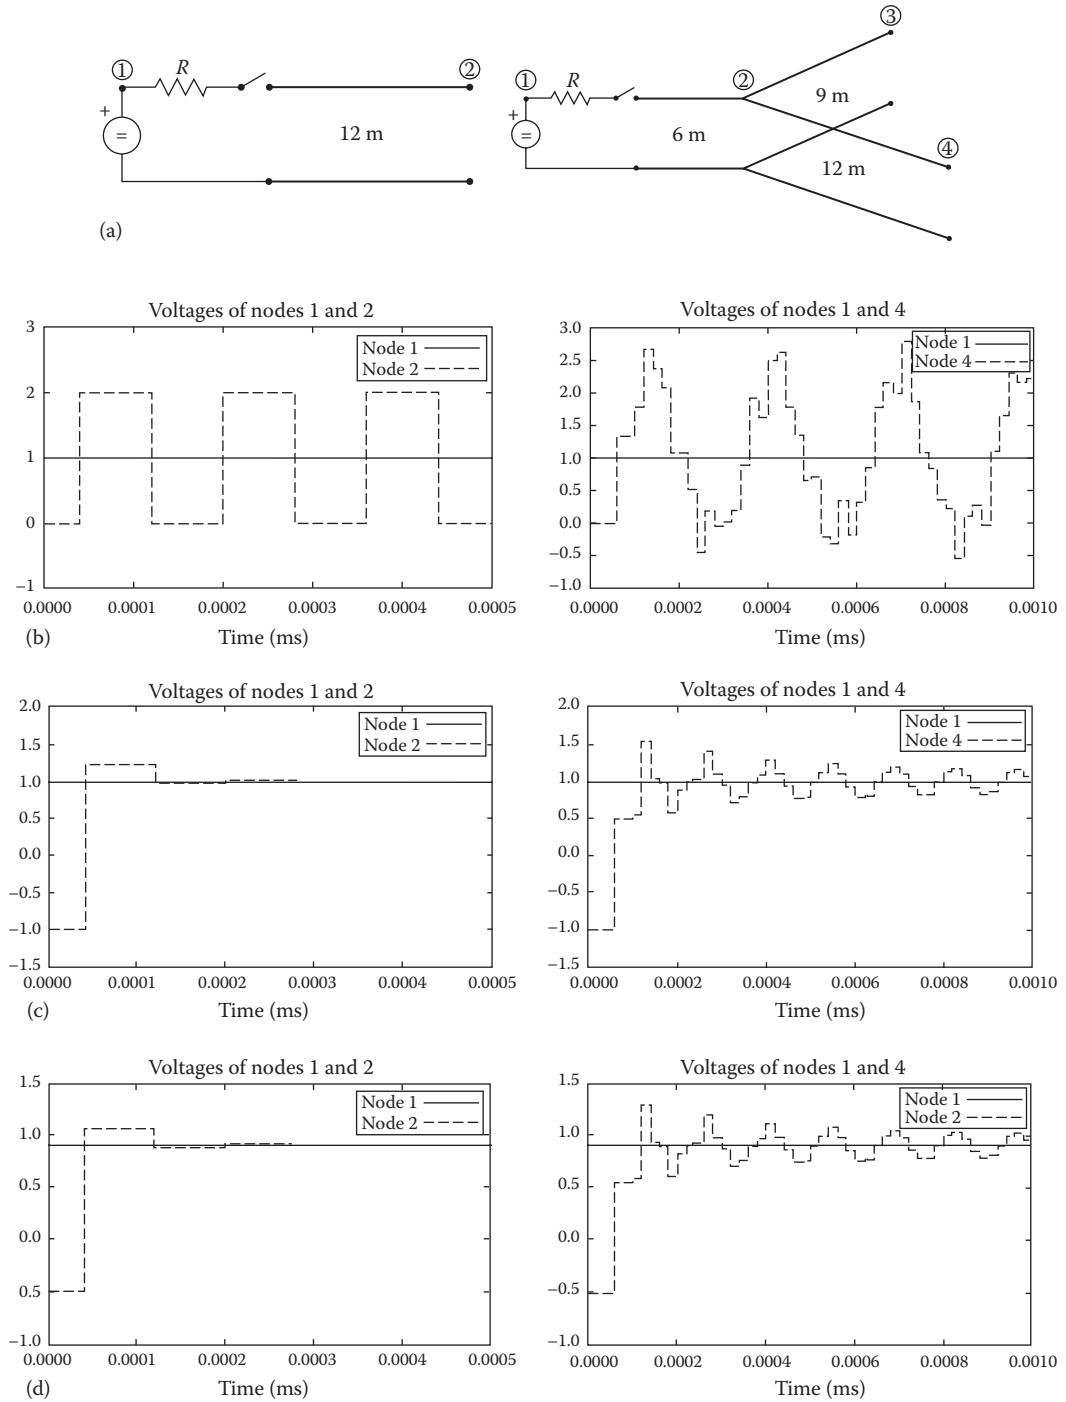 ① R ② ① R ② ③
+ = 12 m + = 6 m 9 m
12 m ④
(a)
Voltages of nodes 1 and 2
3
2
1
0
−1
Node 1
Node 2
0.0000 0.0001 0.0002 0.0003 0.0004 0.0005
(b) Time (ms)
Voltages of nodes 1 and 4
3.0
2.5
2.0
1.5
1.0
0.5
0.0
−0.5
−1.0
Node 1
Node 4
0.0000 0.0002 0.0004 0.0006 0.0008 0.0010
Time (ms)
Voltages of nodes 1 and 2
2.0
1.5
1.0
0.5
0.0
−0.5
−1.0
−1.5
Node 1
Node 2
0.0000 0.0001 0.0002 0.0003 0.0004 0.0005
(c) Time (ms)
Voltages of nodes 1 and 4
2.0
1.5
1.0
0.5
0.0
−0.5
−1.0
−1.5
Node 1
Node 4
0.0000 0.0002 0.0004 0.0006 0.0008 0.0010
Time (ms)
Voltages of nodes 1 and 2
1.5
1.0
0.5
0.0
0.5
−1.0
Node 1
Node 2
0.0000 0.0001 0.0002 0.0003 0.0004 0.0005
(d) Time (ms)
Voltages of nodes 1 and 4
1.5
1.0
0.5
0.0
−0.5
−1.0
Node 1
Node 2
0.0000 0.0002 0.0004 0.0006 0.0008 0.0010
Time (ms)